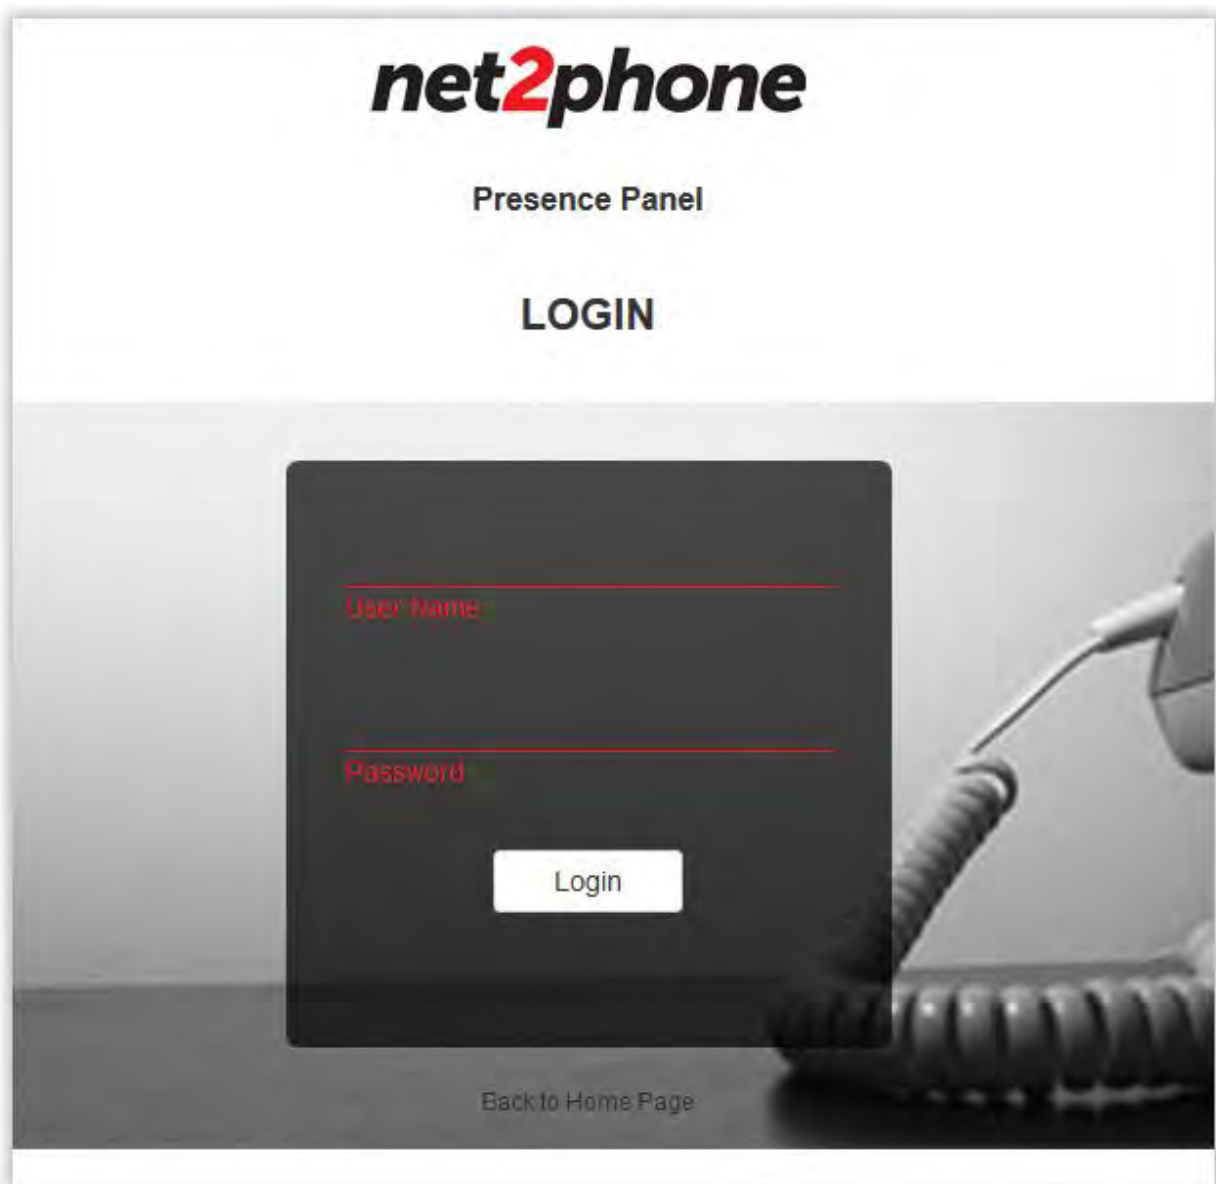 net2phone
Presence Panel
LOGIN
User Name
Password
Login
Back to Home Page